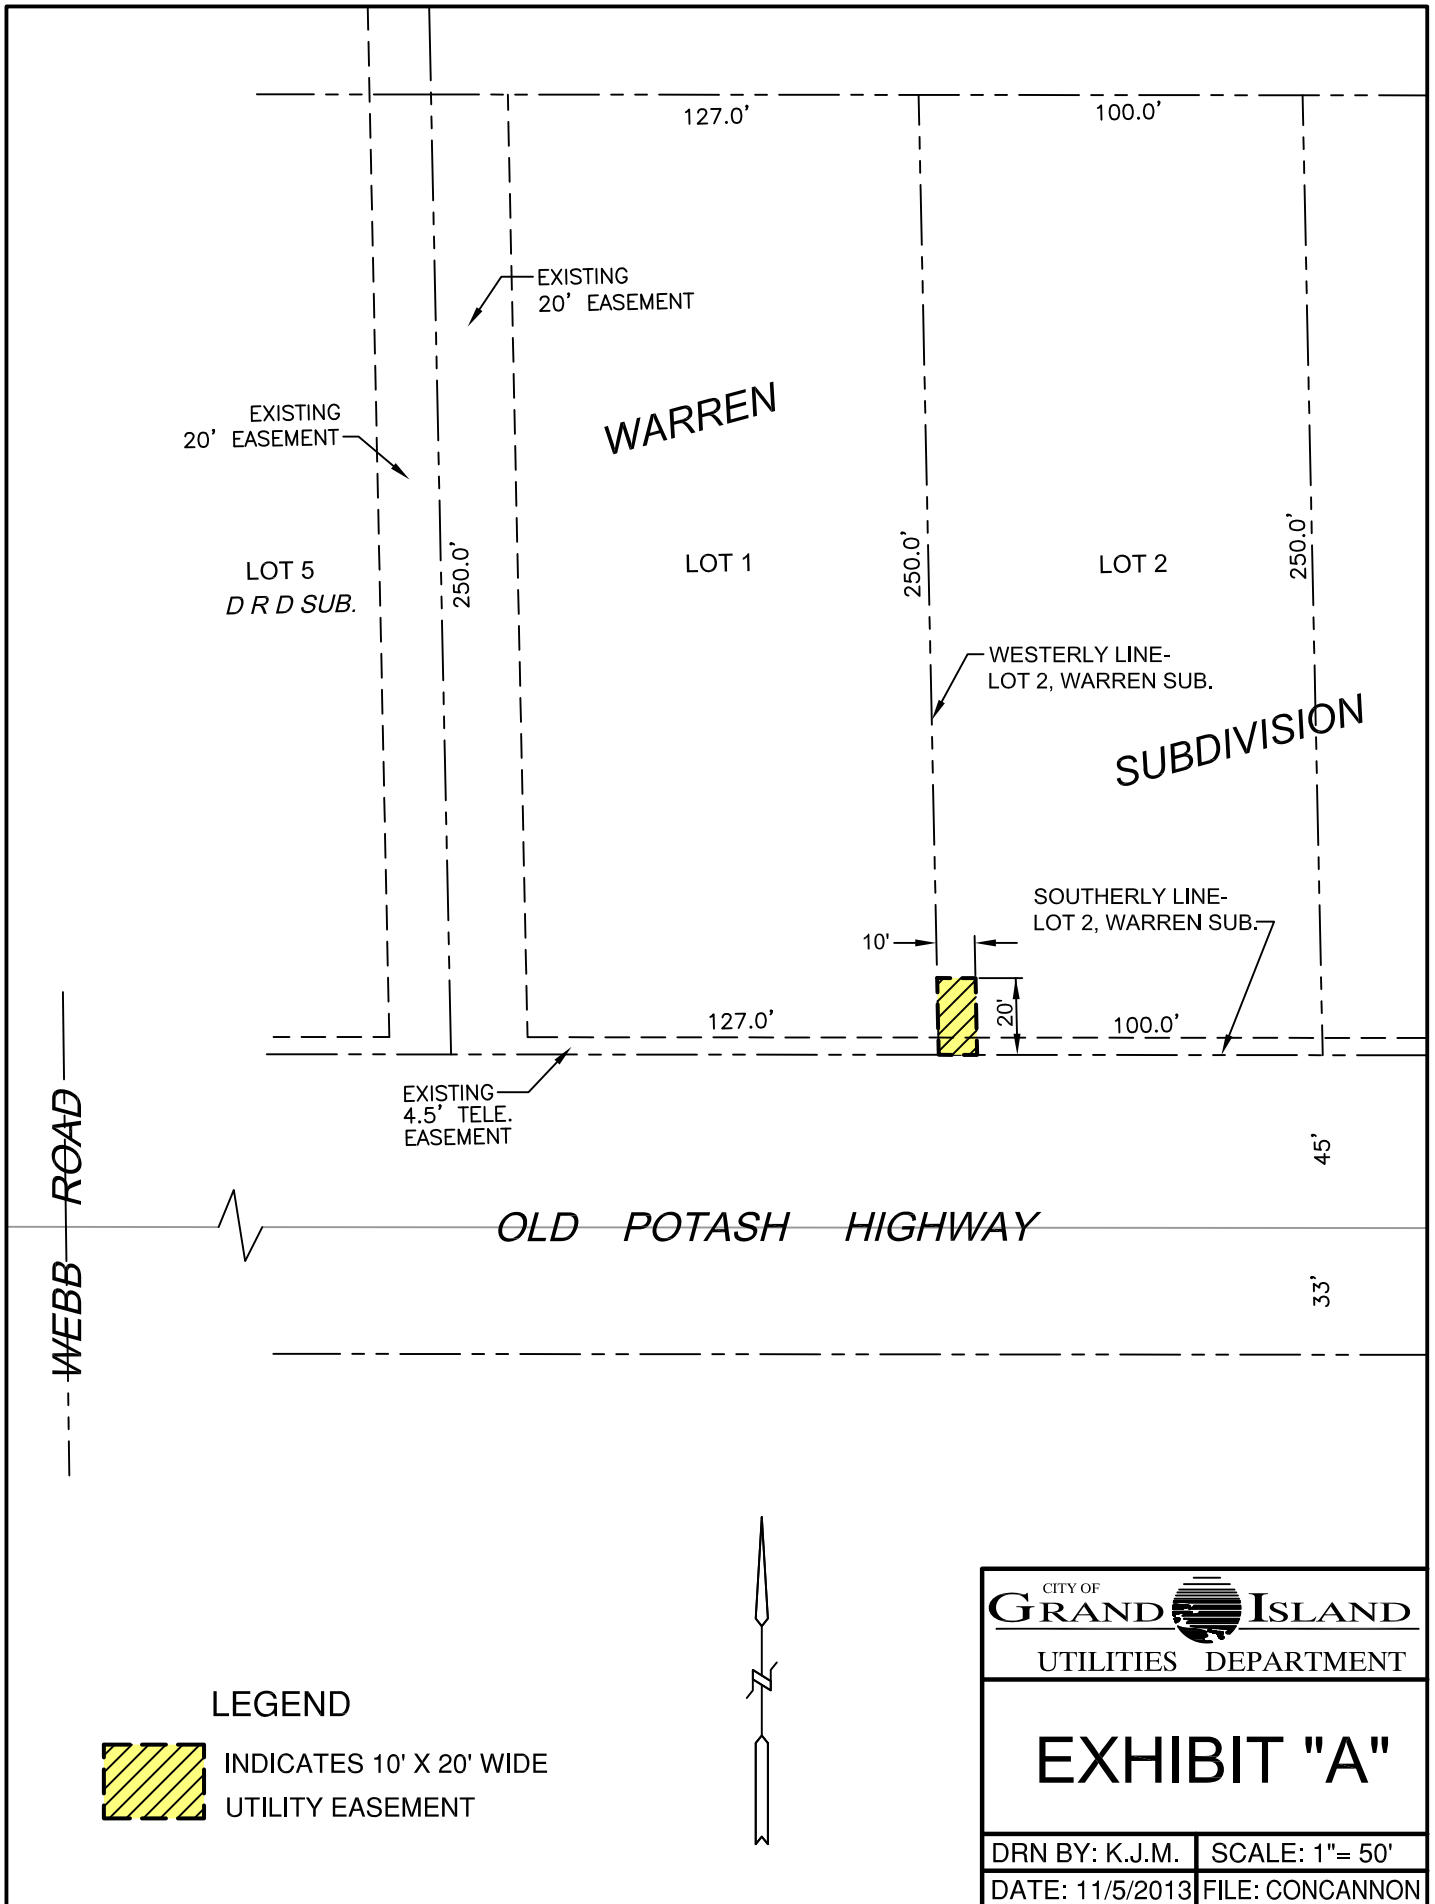 127.0'
100.0'
EXISTING
20' EASEMENT
WARREN
EXISTING
20' EASEMENT
250.0'
250.0'
250.0'
LOT 5
D R D SUB.
LOT 1
LOT 2
WESTERLY LINE-
LOT 2, WARREN SUB.
SUBDIVISION
SOUTHERLY LINE-
LOT 2, WARREN SUB.
10'
20'
127.0'
100.0'
EXISTING
4.5' TELE.
EASEMENT
45'
WEBB ROAD
OLD POTASH HIGHWAY
33'
CITY OF
GRAND ISLAND
UTILITIES DEPARTMENT
LEGEND
INDICATES 10' X 20' WIDE
UTILITY EASEMENT
EXHIBIT "A"
DRN BY: K.J.M.
SCALE: 1"= 50'
DATE: 11/5/2013
FILE: CONCANNON